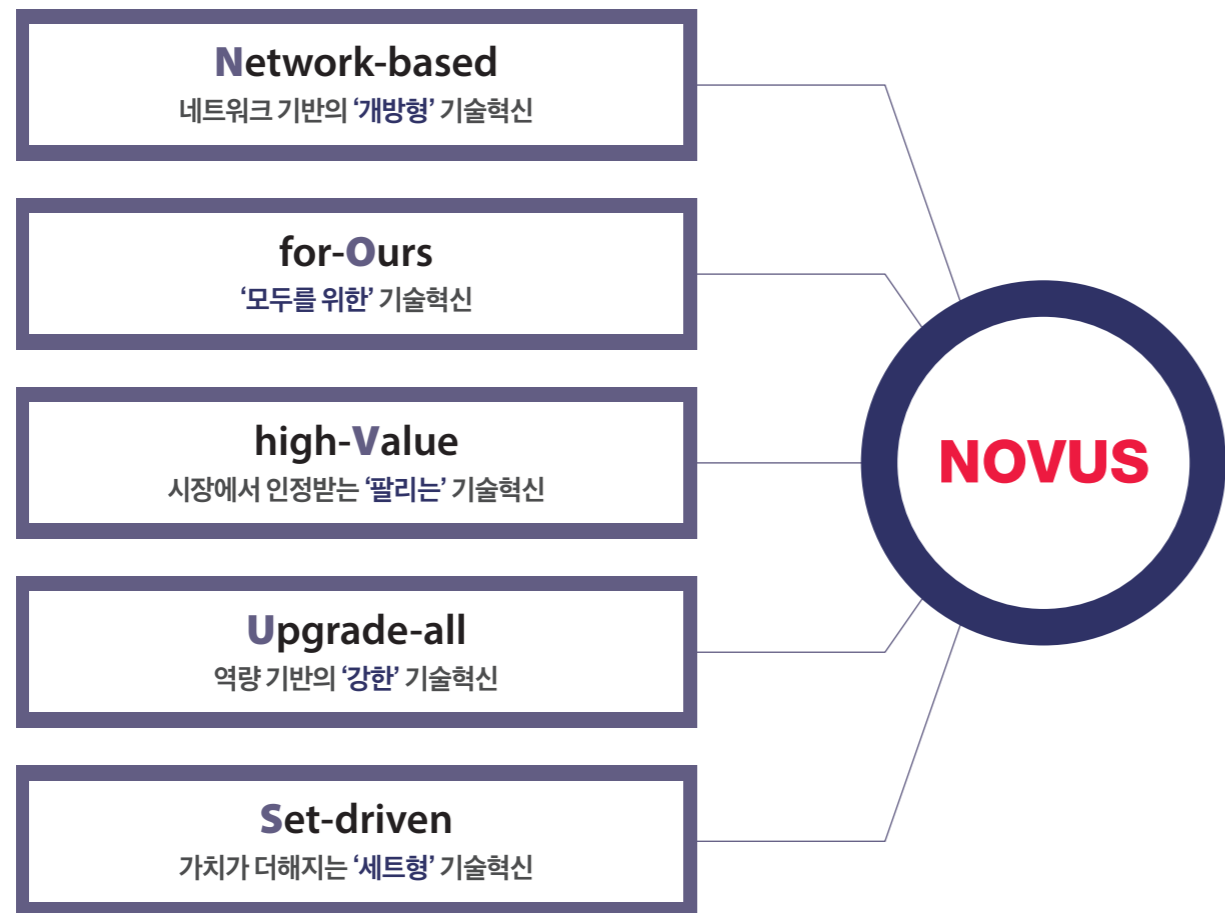 Network-based
네트워크 기반의 ‘개방형’ 기술혁신
for-Ours
‘모두를 위한’ 기술혁신
high-Value
시장에서 인정받는 ‘팔리는’ 기술혁신
Upgrade-all
역량 기반의 ‘강한’ 기술혁신
Set-driven
가치가 더해지는 ‘세트형’ 기술혁신
NOVUS